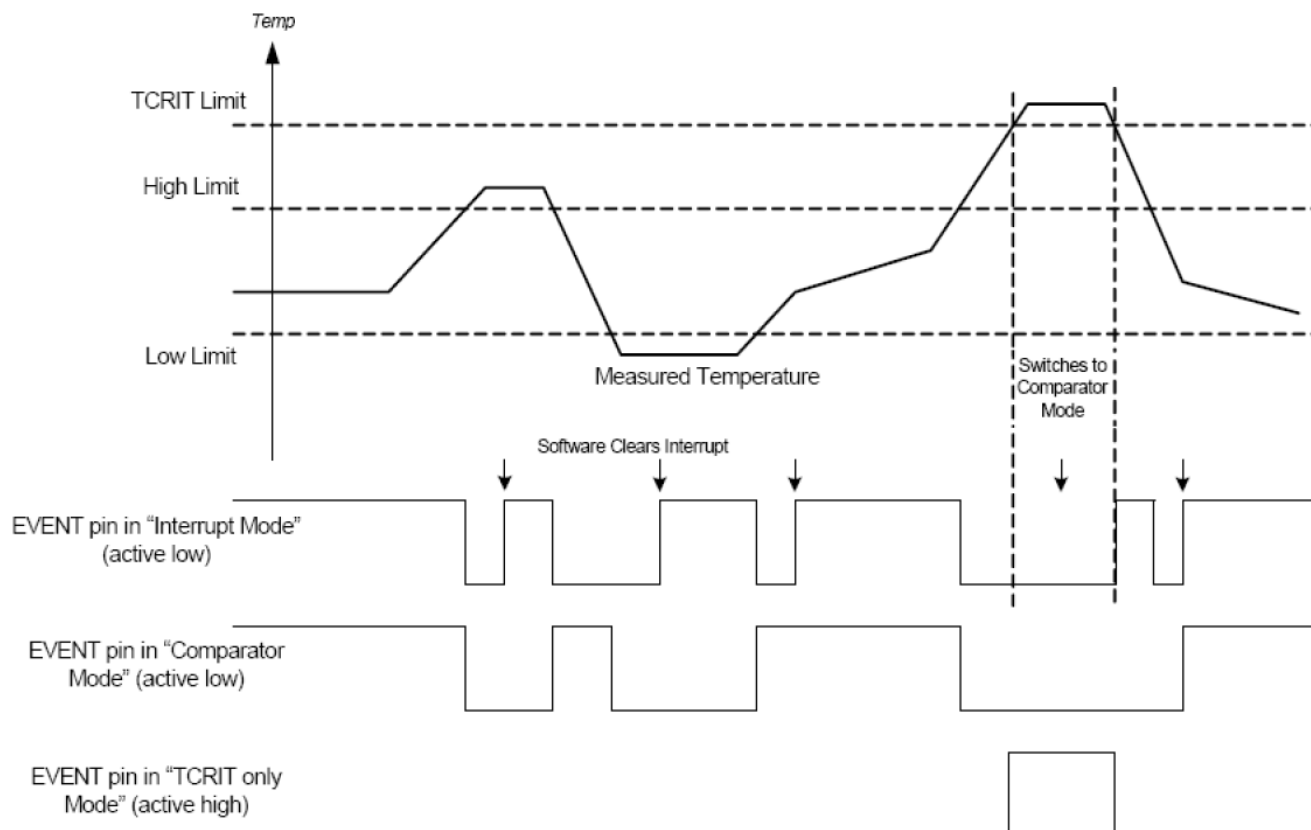 Temp
TCRIT Limit
High Limit
Low Limit
Measured Temperature
Switches to
Comparator
Mode
Software Clears Interrupt
EVENT pin in “Interrupt Mode”
(active low)
EVENT pin in “Comparator
Mode” (active low)
EVENT pin in “TCRIT only
Mode” (active high)